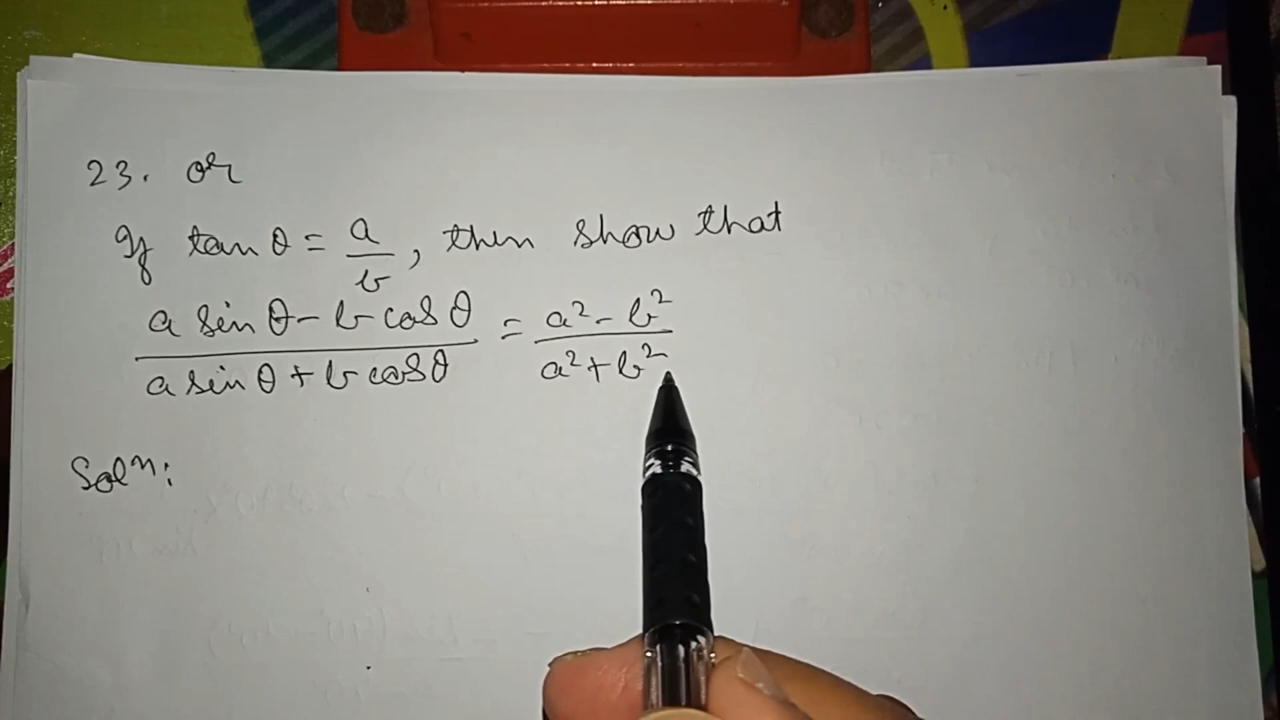 23. or
If tan θ = a/b, then show that
a sin θ - b cos θ / a sin θ + b cos θ = a² - b² / a² + b²
Solⁿ: